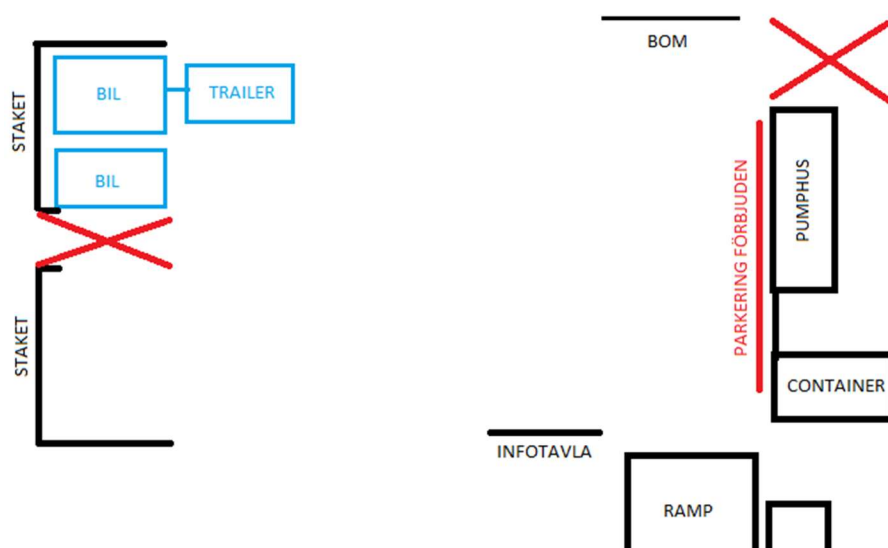 BOM
STAKET
BIL
TRAILER
BIL
PARKERING FÖRBJUDEN
PUMPHUS
STAKET
CONTAINER
INFOTAVLA
RAMP